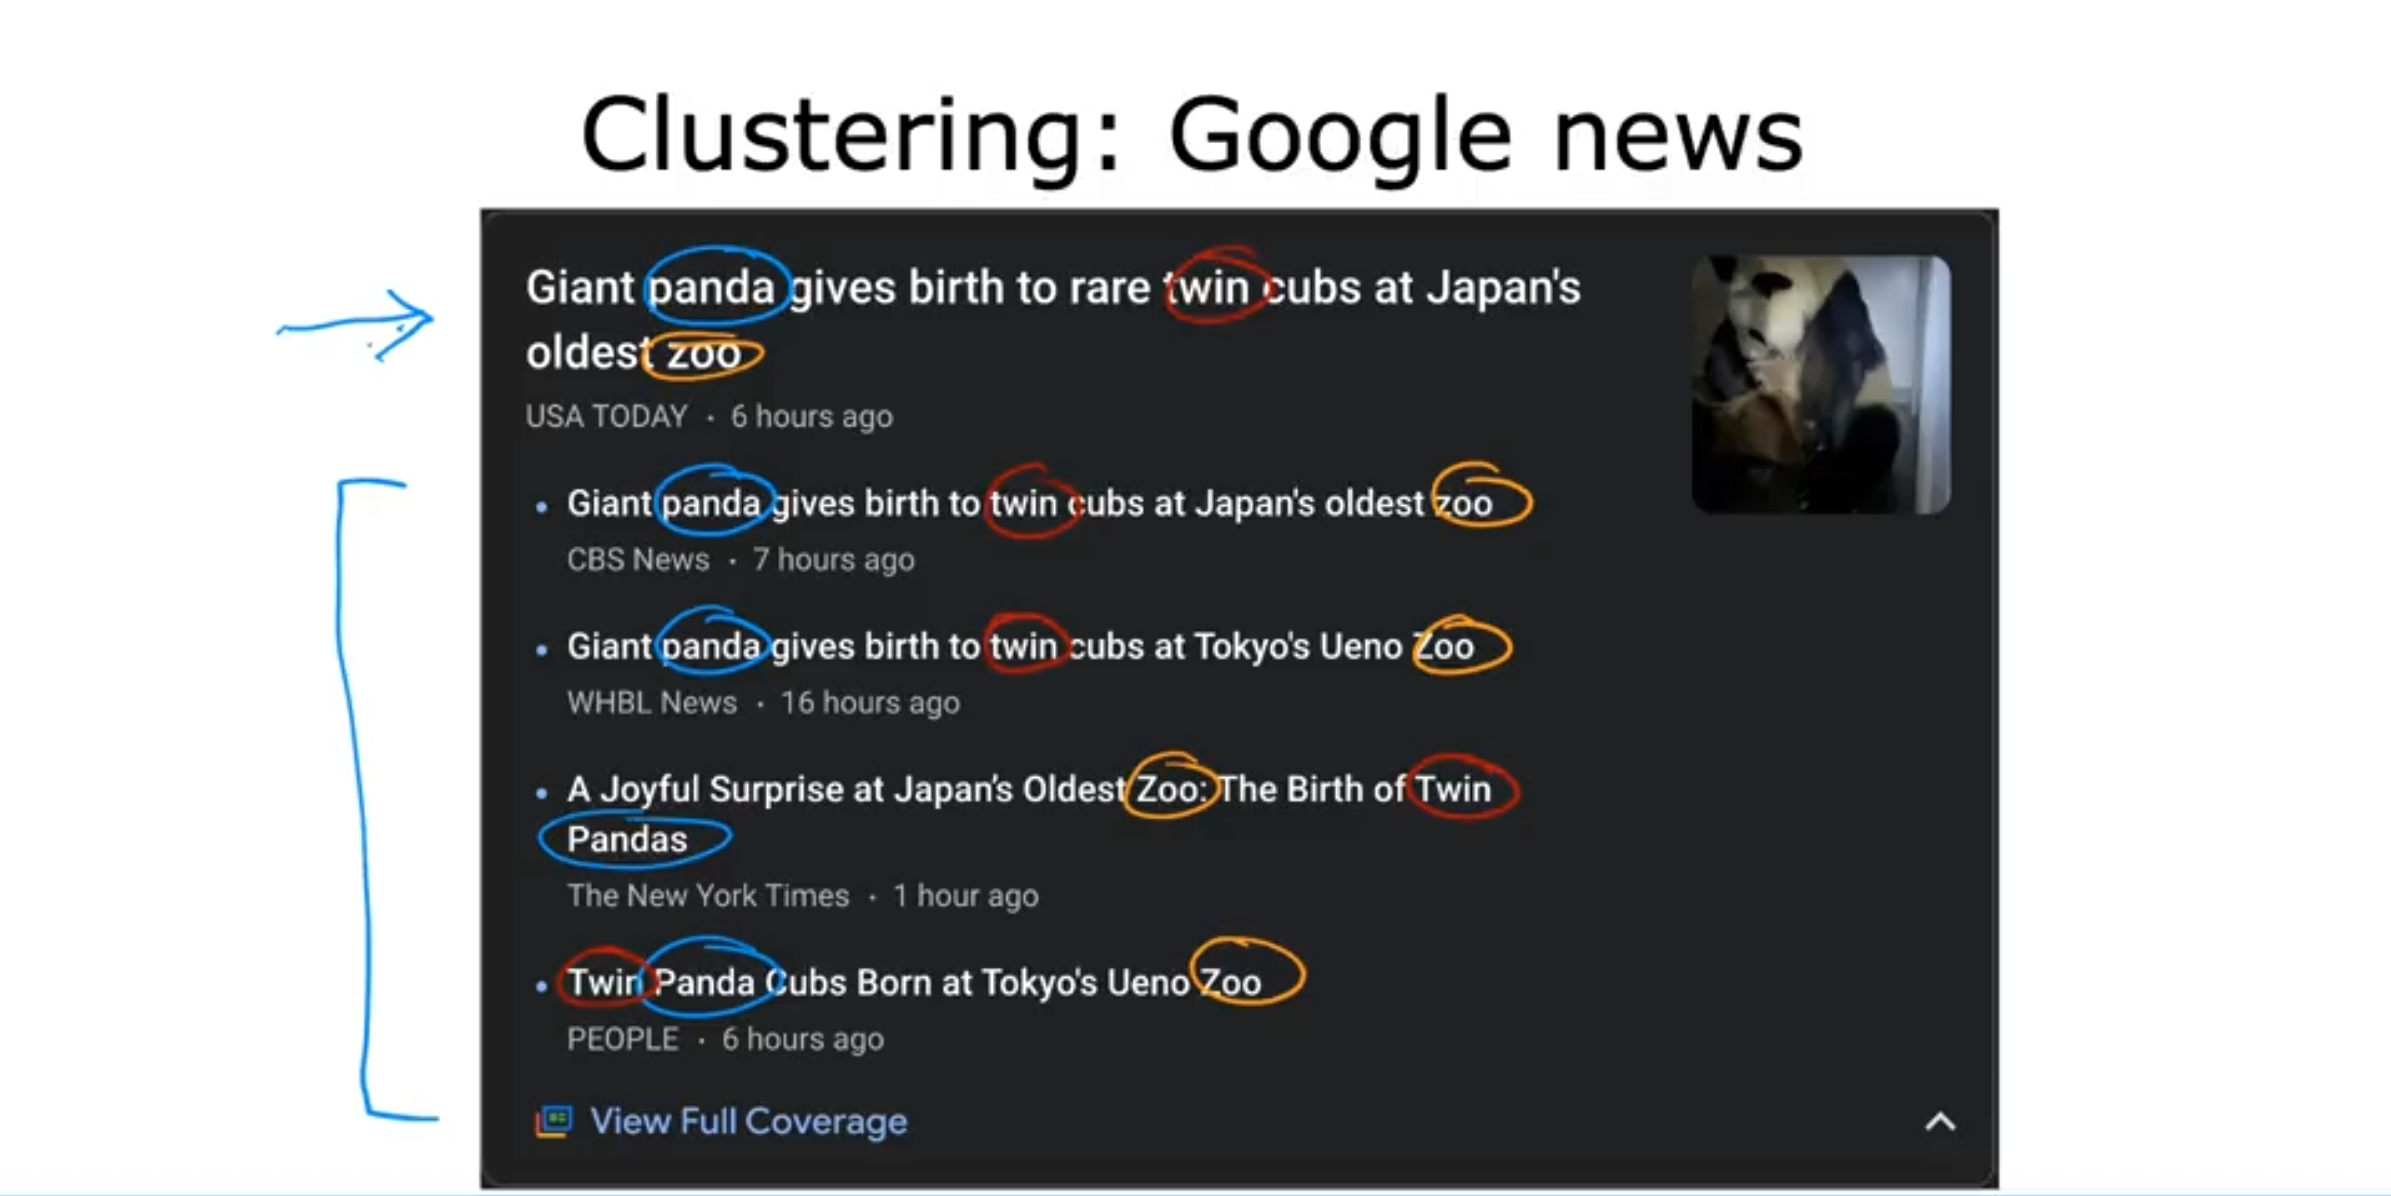 Clustering: Google news
Giant panda gives birth to rare twin cubs at Japan's
oldest zoo
USA TODAY · 6 hours ago
• Giant panda gives birth to twin cubs at Japan's oldest zoo
CBS News · 7 hours ago
• Giant panda gives birth to twin cubs at Tokyo's Ueno Zoo
WHBL News · 16 hours ago
• A Joyful Surprise at Japan’s Oldest Zoo: The Birth of Twin
Pandas
The New York Times · 1 hour ago
• Twin Panda Cubs Born at Tokyo's Ueno Zoo
PEOPLE · 6 hours ago
View Full Coverage